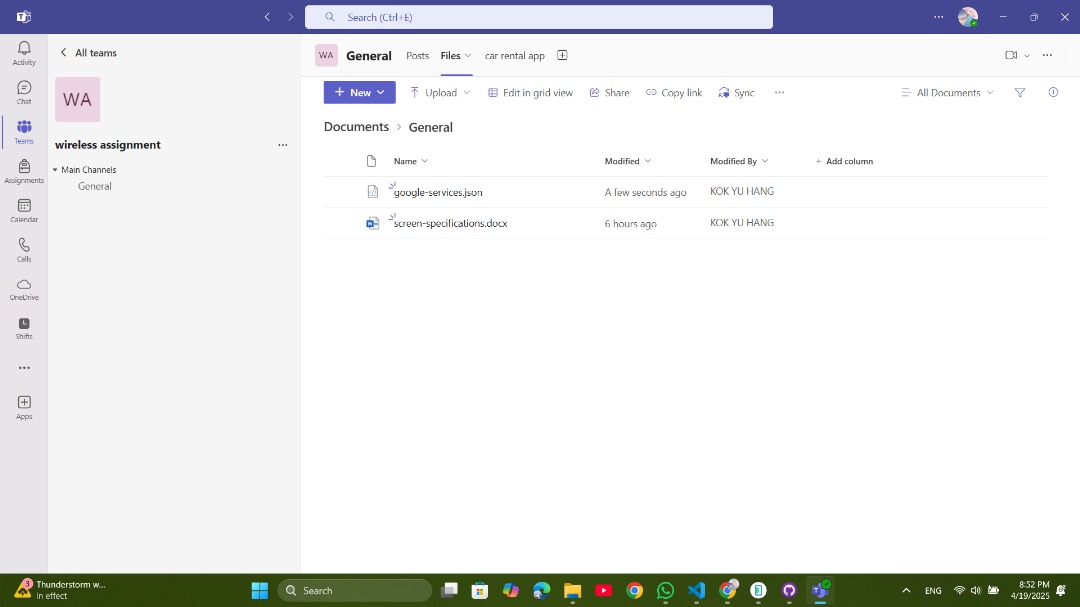 Search (Ctrl+E)
Activity
Chat
Teams
Assignments
Calendar
Calls
OneDrive
Shifts
Apps
All teams
WA
wireless assignment
Main Channels
General
WA
General
Posts
Files
car rental app
New
Upload
Edit in grid view
Share
Copy link
Sync
All Documents
Documents > General
Name
Modified
Modified By
+ Add column
google-services.json
A few seconds ago
KOK YU HANG
screen-specifications.docx
6 hours ago
KOK YU HANG
3
Thunderstorm w...
In effect
Search
ENG
8:52 PM
4/19/2025